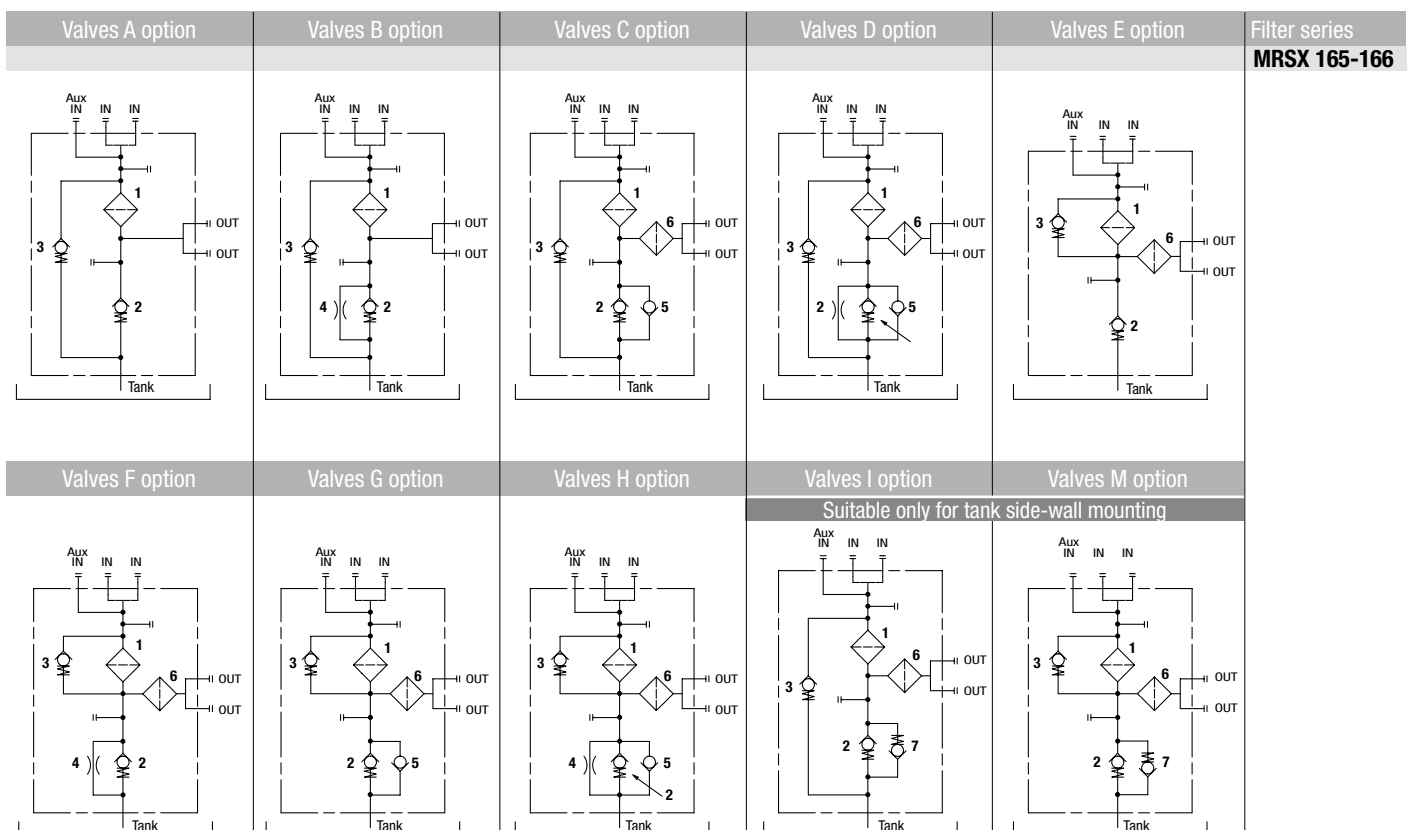 Valves A option
Valves B option
Valves C option
Valves D option
Valves E option
Filter series
MRSX 165-166
Aux
IN IN IN
1
3
OUT
OUT
2
Tank
Aux
IN IN IN
1
3
OUT
OUT
4 2
Tank
Aux
IN IN IN
1
6
OUT
3
OUT
2 5
Tank
Aux
IN IN IN
1
6
OUT
3
OUT
2 5
Tank
Aux
IN IN IN
1
3
6
OUT
OUT
2
Tank
Valves F option
Valves G option
Valves H option
Valves I option
Valves M option
Suitable only for tank side-wall mounting
Aux
IN IN IN
1
3
6
OUT
OUT
4 2
Tank
Aux
IN IN IN
1
3
6
OUT
OUT
2 5
Tank
Aux
IN IN IN
1
3
6
OUT
OUT
4 5
2
Tank
Aux
IN IN IN
1
6
OUT
3
OUT
2 7
Tank
Aux
IN IN IN
1
3
6
OUT
OUT
2 7
Tank